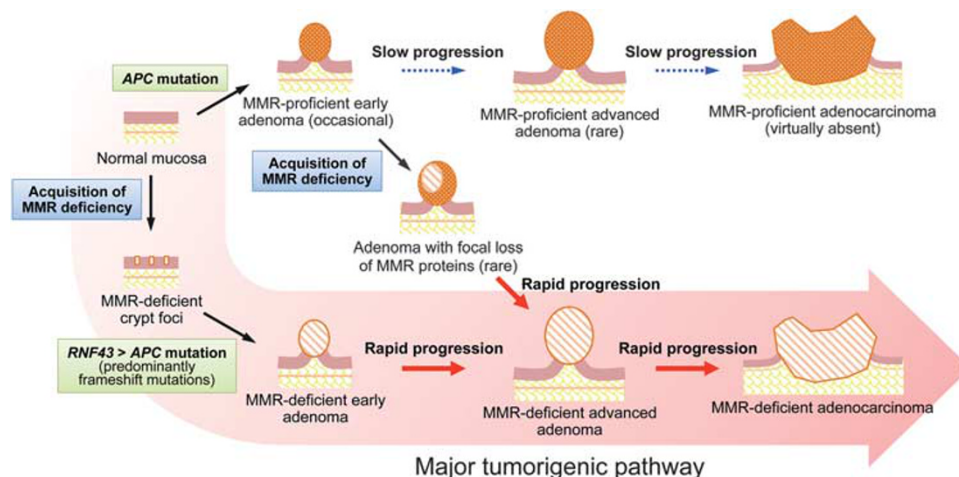 APC mutation
Normal mucosa
MMR-proficient early
adenoma (occasional)
Slow progression
MMR-proficient advanced
adenoma (rare)
Slow progression
MMR-proficient adenocarcinoma
(virtually absent)
Acquisition of
MMR deficiency
Acquisition of
MMR deficiency
Adenoma with focal loss
of MMR proteins (rare)
Rapid progression
MMR-deficient
crypt foci
RNF43 > APC mutation
(predominantly
frameshift mutations)
MMR-deficient early
adenoma
Rapid progression
MMR-deficient advanced
adenoma
Rapid progression
MMR-deficient adenocarcinoma
Major tumorigenic pathway